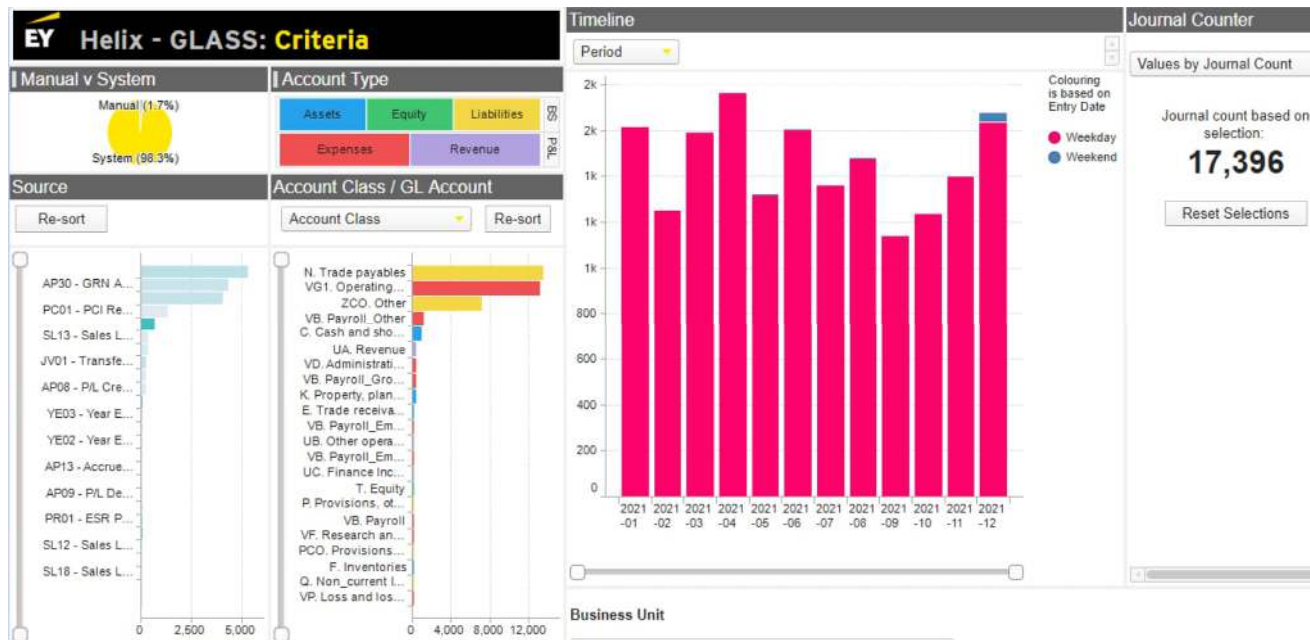 EY Helix - GLASS: Criteria
Manual v System
Manual (1.7%)
System (98.3%)
Account Type
Assets
Equity
Liabilities
BS
Expenses
Revenue
P&L
Source
Re-sort
AP30 - GRN A...
PC01 - PCI Re...
SL13 - Sales L...
JV01 - Transfe...
AP08 - P/L Cre...
YE03 - Year E...
YE02 - Year E...
AP13 - Accrue...
AP09 - P/L De...
PR01 - ESR P...
SL12 - Sales L...
SL18 - Sales L...
0 2,500 5,000
Account Class / GL Account
Account Class
Re-sort
N. Trade payables
VG1. Operating...
ZCO. Other
VB. Payroll_Other
C. Cash and sho...
UA. Revenue
VD. Administrati...
VB. Payroll_Gro...
K. Property, plan...
E. Trade receiva...
VB. Payroll_Em...
UB. Other opera...
VB. Payroll_Em...
UC. Finance Inc...
T. Equity
P. Provisions, ot...
VB. Payroll
VF. Research an...
PCO. Provisions...
F. Inventories
Q. Non_current l...
VP. Loss and los...
0 4,000 8,000 12,000
Timeline
Period
2k
2k
1k
1k
1k
800
600
400
200
0
2021 2021 2021 2021 2021 2021 2021 2021 2021 2021 2021 2021
-01 -02 -03 -04 -05 -06 -07 -08 -09 -10 -11 -12
Colouring
is based on
Entry Date
Weekday
Weekend
Business Unit
Journal Counter
Values by Journal Count
Journal count based on
selection:
17,396
Reset Selections